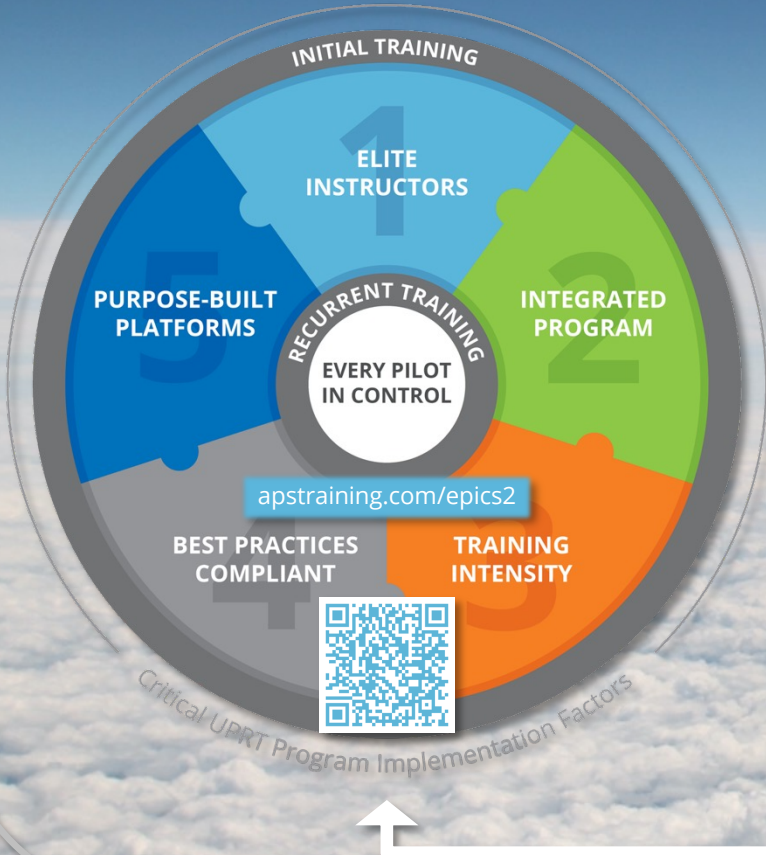 INITIAL TRAINING
1
ELITE
INSTRUCTORS
2
INTEGRATED
PROGRAM
3
TRAINING
INTENSITY
4
BEST PRACTICES
COMPLIANT
5
PURPOSE-BUILT
PLATFORMS
RECURRENT TRAINING
EVERY PILOT
IN CONTROL
apstraining.com/epics2
Critical UPRT Program Implementation Factors